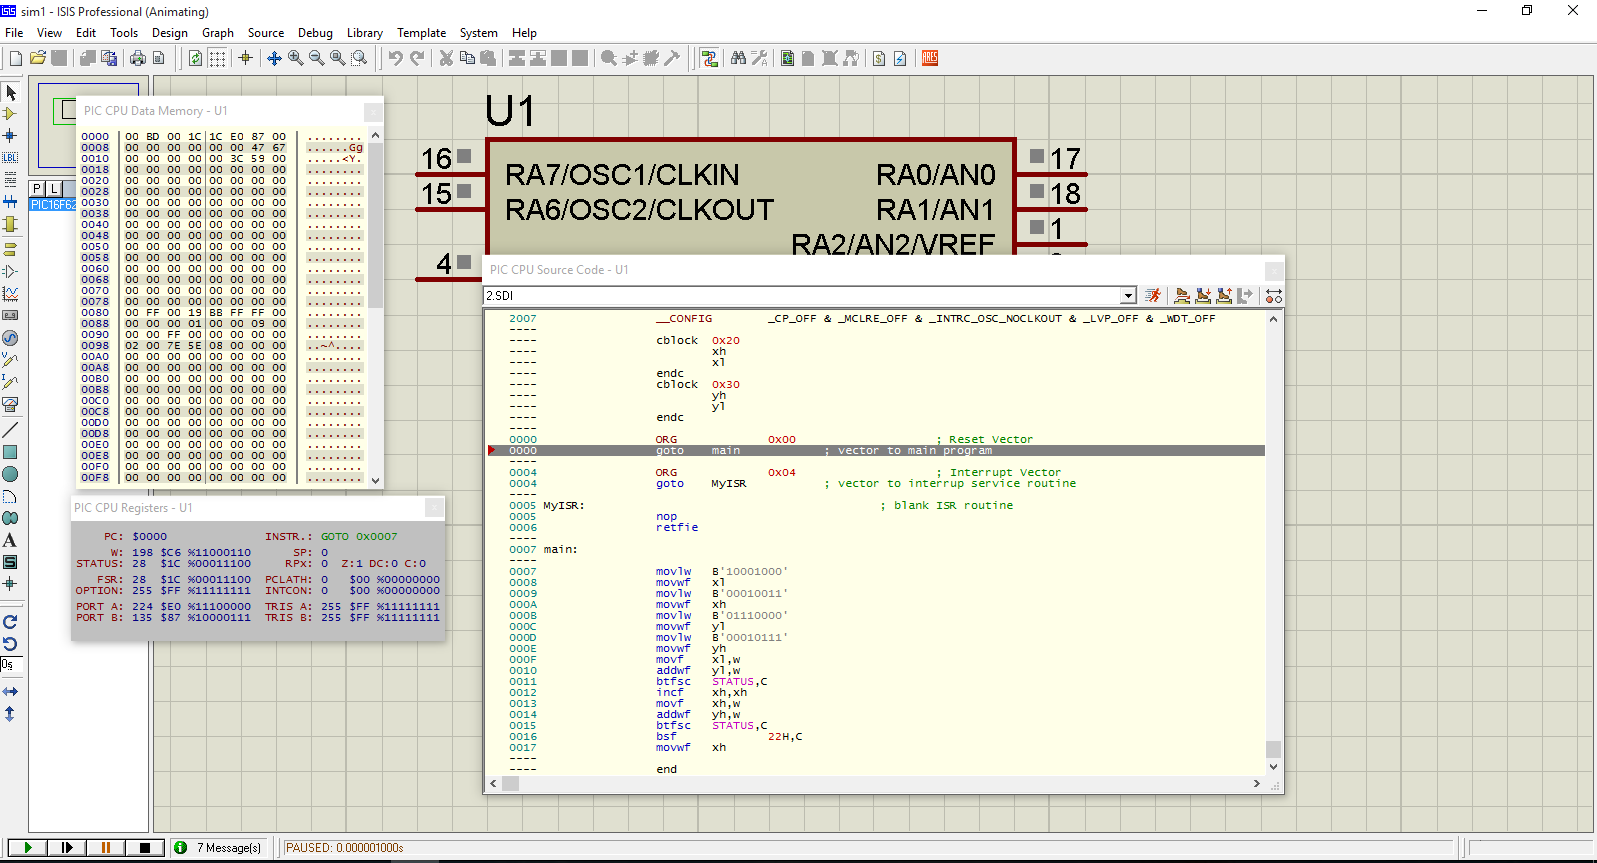 sim1 - ISIS Professional (Animating)
File View Edit Tools Design Graph Source Debug Library Template System Help
LBL
P L
PIC16F62
A
0s
U1
16
15
4
RA7/OSC1/CLKIN
RA6/OSC2/CLKOUT
RA0/AN0
RA1/AN1
RA2/AN2/VREF
17
18
1
PIC CPU Data Memory - U1
0000 00 BD 00 1C 1C E0 87 00 ........
0008 00 00 00 00 00 00 47 67 ......Gg
0010 00 00 00 00 00 3C 59 00 .....<Y.
0018 00 00 00 00 00 00 00 00 ........
0020 00 00 00 00 00 00 00 00 ........
0028 00 00 00 00 00 00 00 00 ........
0030 00 00 00 00 00 00 00 00 ........
0038 00 00 00 00 00 00 00 00 ........
0040 00 00 00 00 00 00 00 00 ........
0048 00 00 00 00 00 00 00 00 ........
0050 00 00 00 00 00 00 00 00 ........
0058 00 00 00 00 00 00 00 00 ........
0060 00 00 00 00 00 00 00 00 ........
0068 00 00 00 00 00 00 00 00 ........
0070 00 00 00 00 00 00 00 00 ........
0078 00 00 00 00 00 00 00 00 ........
0080 00 FF 00 19 BB FF FF 00 ........
0088 00 00 00 01 00 00 09 00 ........
0090 00 00 FF 00 00 00 00 00 ........
0098 02 00 7E 5E 08 00 00 00 ..~^....
00A0 00 00 00 00 00 00 00 00 ........
00A8 00 00 00 00 00 00 00 00 ........
00B0 00 00 00 00 00 00 00 00 ........
00B8 00 00 00 00 00 00 00 00 ........
00C0 00 00 00 00 00 00 00 00 ........
00C8 00 00 00 00 00 00 00 00 ........
00D0 00 00 00 00 00 00 00 00 ........
00D8 00 00 00 00 00 00 00 00 ........
00E0 00 00 00 00 00 00 00 00 ........
00E8 00 00 00 00 00 00 00 00 ........
00F0 00 00 00 00 00 00 00 00 ........
00F8 00 00 00 00 00 00 00 00 ........
PIC CPU Registers - U1
PC: $0000 INSTR.: GOTO 0x0007
W: 198 $C6 %11000110 SP: 0
STATUS: 28 $1C %00011100 RPx: 0 Z:1 DC:0 C:0
FSR: 28 $1C %00011100 PCLATH: 0 $00 %00000000
OPTION: 255 $FF %11111111 INTCON: 0 $00 %00000000
PORT A: 224 $E0 %11100000 TRIS A: 255 $FF %11111111
PORT B: 135 $87 %10000111 TRIS B: 255 $FF %11111111
PIC CPU Source Code - U1
2.SDI
2007 __CONFIG _CP_OFF & _MCLRE_OFF & _INTRC_OSC_NOCLKOUT & _LVP_OFF & _WDT_OFF
----
---- cblock 0x20
---- xh
---- xl
---- endc
---- cblock 0x30
---- yh
---- yl
---- endc
----
0000 ORG 0x00 ; Reset Vector
0000 goto main ; vector to main program
----
0004 ORG 0x04 ; Interrupt Vector
0004 goto MyISR ; vector to interrup service routine
----
0005 MyISR: ; blank ISR routine
0005 nop
0006 retfie
----
0007 main:
----
0007 movlw B'10001000'
0008 movwf xl
0009 movlw B'00010011'
000A movwf xh
000B movlw B'01110000'
000C movwf yl
000D movlw B'00010111'
000E movwf yh
000F movf xl,w
0010 addwf yl,w
0011 btfsc STATUS,C
0012 incf xh,xh
0013 movf xh,w
0014 addwf yh,w
0015 btfsc STATUS,C
0016 bsf 22H,C
0017 movwf xh
----
---- end
7 Message(s)
PAUSED: 0.000001000s